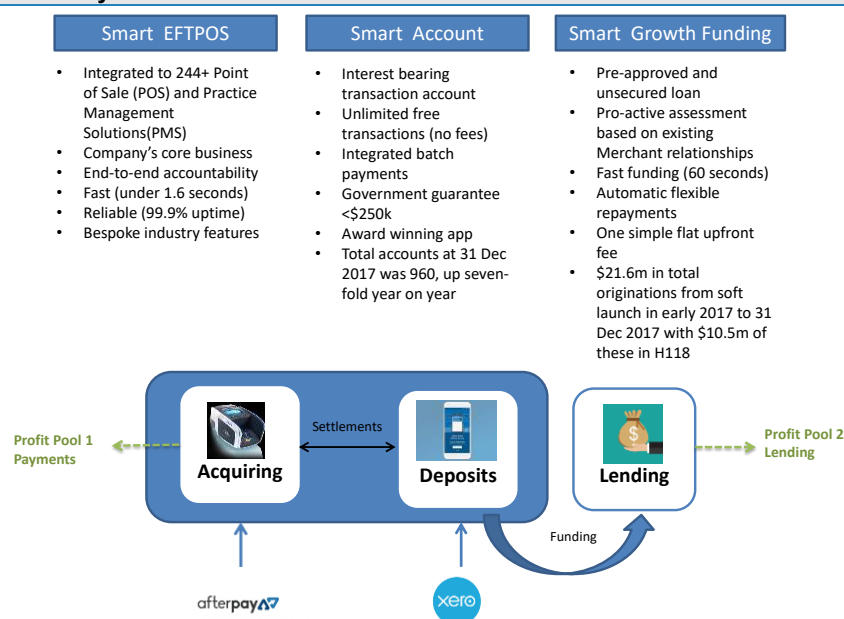 Smart EFTPOS
• Integrated to 244+ Point
of Sale (POS) and Practice
Management
Solutions(PMS)
• Company's core business
• End-to-end accountability
• Fast (under 1.6 seconds)
• Reliable (99.9% uptime)
• Bespoke industry features
Smart Account
• Interest bearing
transaction account
• Unlimited free
transactions (no fees)
• Integrated batch
payments
• Government guarantee
<$250k
• Award winning app
• Total accounts at 31 Dec
2017 was 960, up seven-
fold year on year
Smart Growth Funding
• Pre-approved and
unsecured loan
• Pro-active assessment
based on existing
Merchant relationships
• Fast funding (60 seconds)
• Automatic flexible
repayments
• One simple flat upfront
fee
• $21.6m in total
originations from soft
launch in early 2017 to 31
Dec 2017 with $10.5m of
these in H118
Profit Pool 1
Payments
Acquiring
Settlements
Deposits
$
Lending
Profit Pool 2
Lending
Funding
afterpay
xero